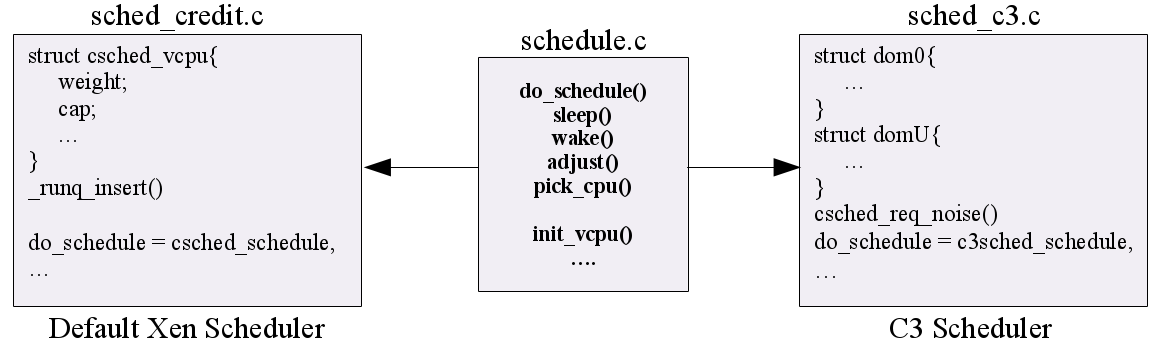 sched_credit.c
struct csched_vcpu{
weight;
cap;
...
}
_runq_insert()
do_schedule = csched_schedule,
...
Default Xen Scheduler
schedule.c
do_schedule()
sleep()
wake()
adjust()
pick_cpu()
init_vcpu()
....
sched_c3.c
struct dom0{
...
}
struct domU{
...
}
csched_req_noise()
do_schedule = c3sched_schedule,
...
C3 Scheduler